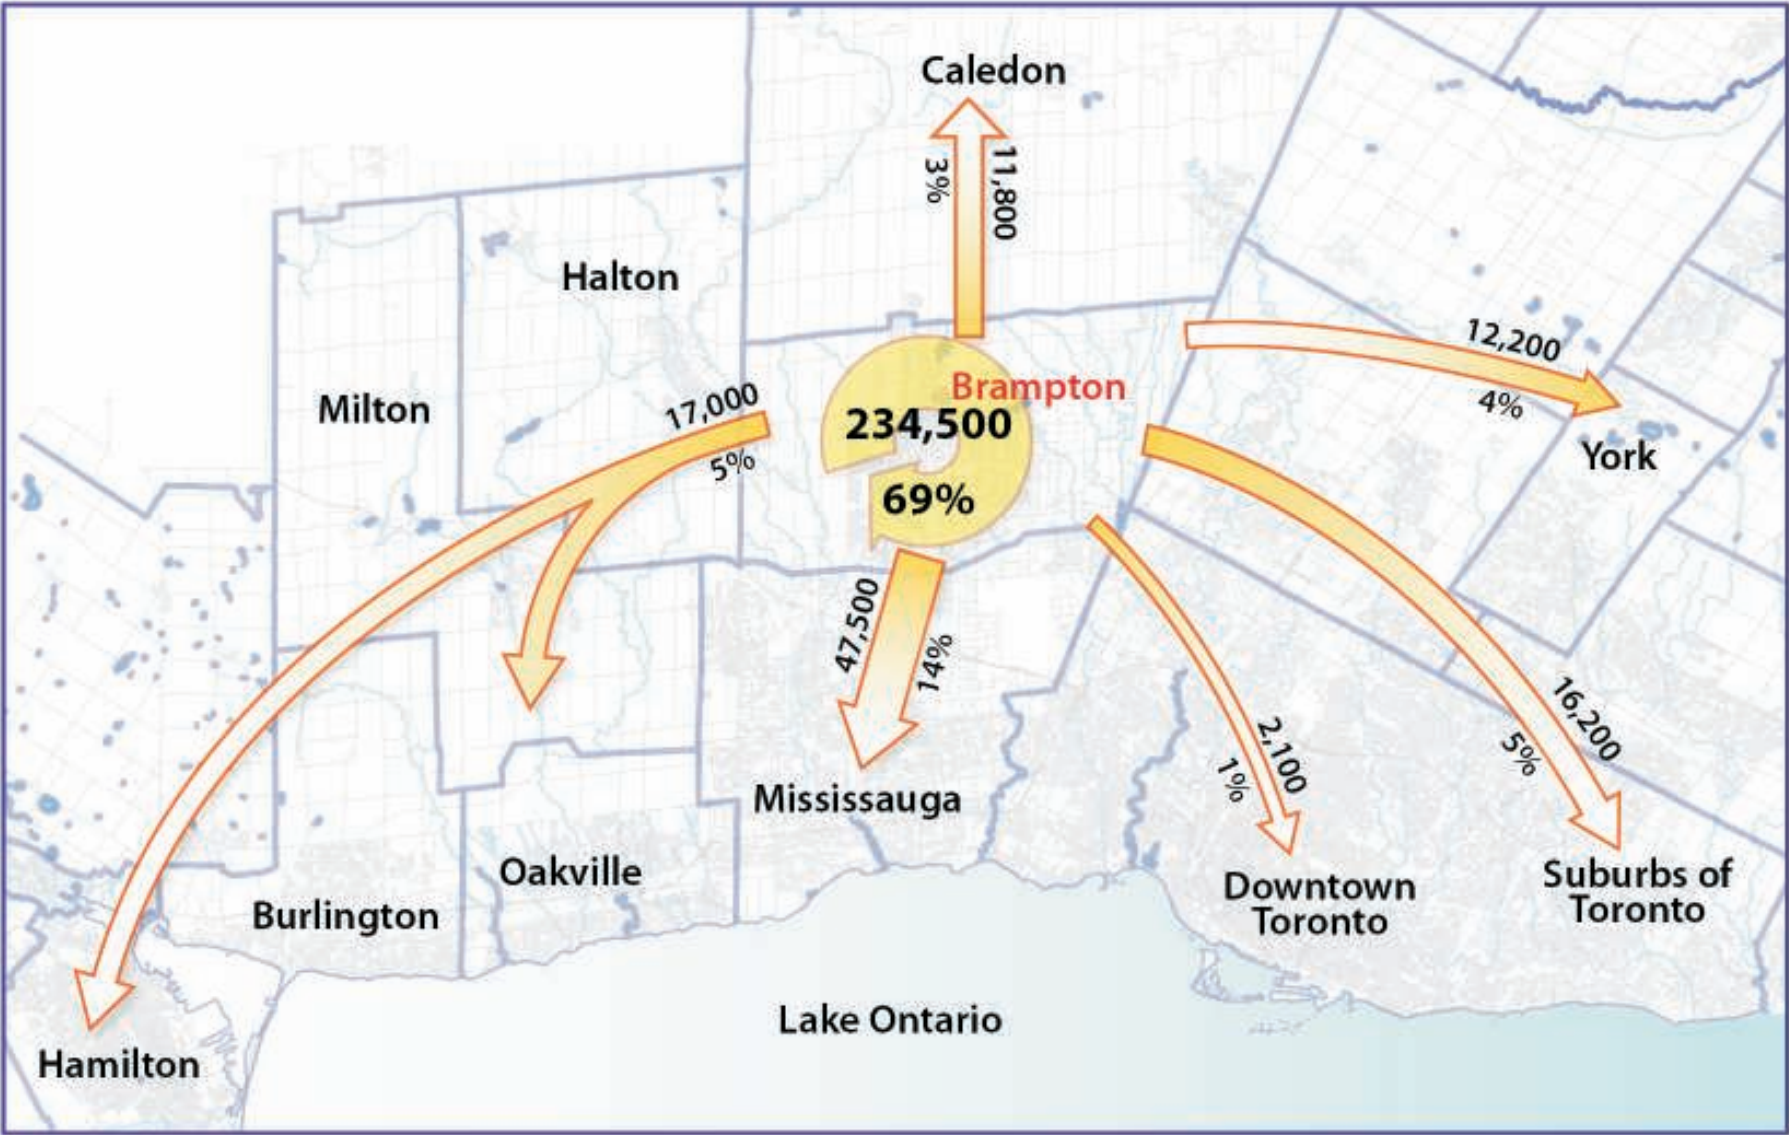 Caledon
3%
11,800
Halton
12,200
4%
Milton
17,000
5%
Brampton
234,500
69%
York
47,500
14%
16,200
5%
2,100
1%
Mississauga
Oakville
Burlington
Downtown
Toronto
Suburbs of
Toronto
Lake Ontario
Hamilton